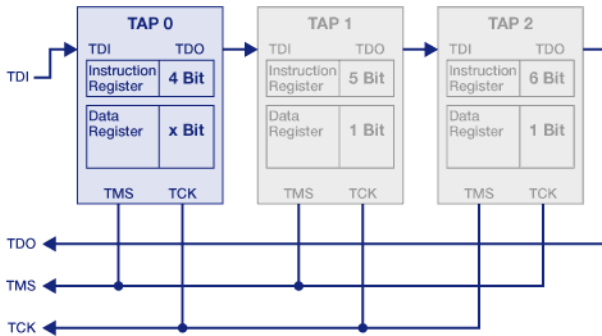 TAP 0
TDI TDO
Instruction Register 4 Bit
Data Register x Bit
TMS TCK
TAP 1
TDI TDO
Instruction Register 5 Bit
Data Register 1 Bit
TMS TCK
TAP 2
TDI TDO
Instruction Register 6 Bit
Data Register 1 Bit
TMS TCK
TDI
TDO
TMS
TCK